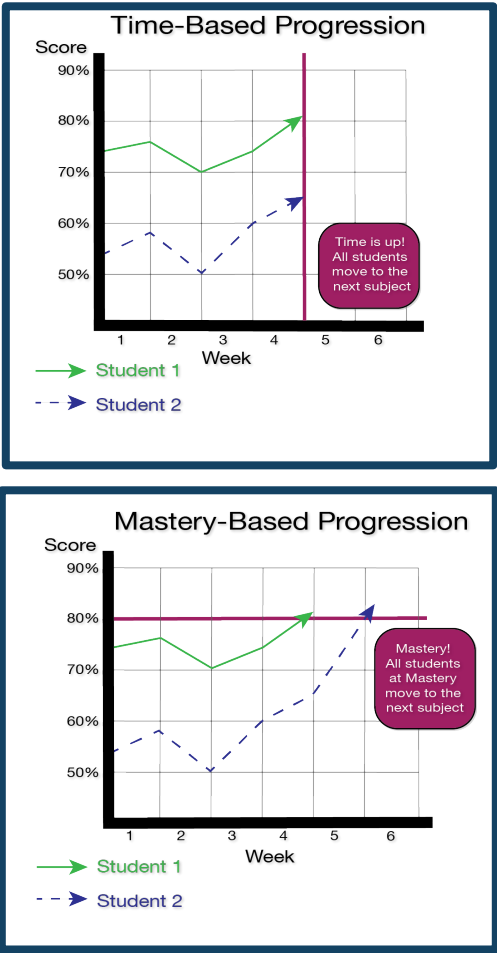 Time-Based Progression
Score
90%
80%
70%
60%
50%
Time is up!
All students
move to the
next subject
1 2 3 4 5 6
Week
Student 1
Student 2
Mastery-Based Progression
Score
90%
80%
70%
60%
50%
Mastery!
All students
at Mastery
move to the
next subject
1 2 3 4 5 6
Week
Student 1
Student 2